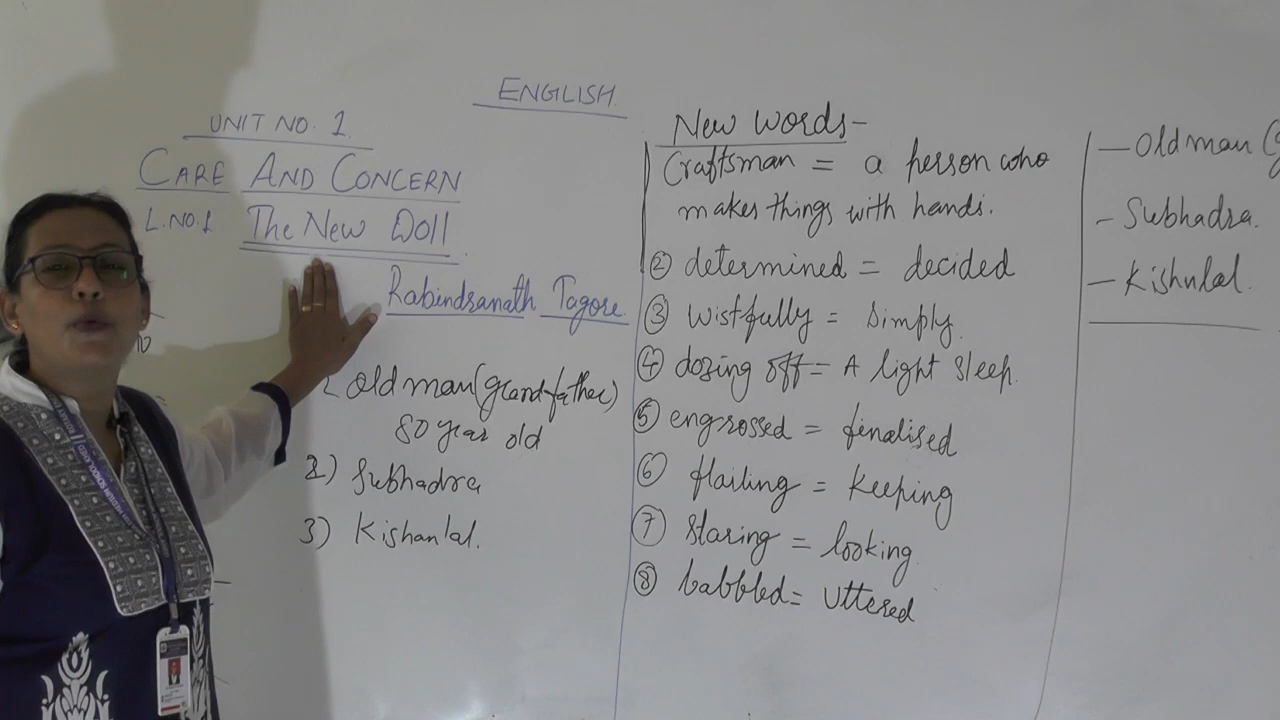 ENGLISH
UNIT NO. 1
CARE AND CONCERN
L.NO.1 The New Doll
Rabindranath Tagore
old man (grand father)
80 year old
2) Subhadra
3) Kishanlal.
New Words-
Craftsman = a person who
makes things with hands.
② determined = decided
③ wistfully = simply
④ dozing off = A light sleep.
⑤ engrossed = finalised
⑥ flailing = keeping
⑦ staring = looking
⑧ babbled = uttered
- Old man (
- Subhadra.
- Kishnlal.